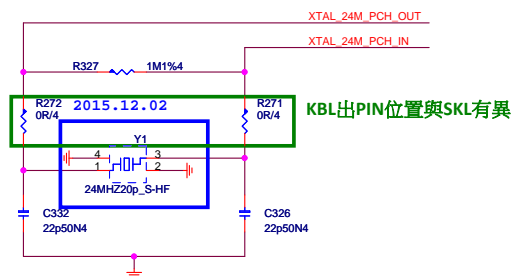 XTAL_24M_PCH_OUT
XTAL_24M_PCH_IN
R327 1M1%4
R272
0R/4
2015.12.02
R271
0R/4
KBL出PIN位置與SKL有異
Y1
4 3
1 2
24MHZ20p_S-HF
C332
22p50N4
C326
22p50N4